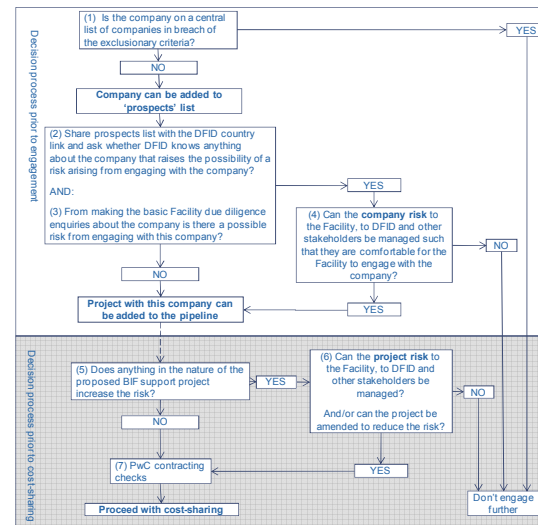 Decision process prior to engagement
(1) Is the company on a central
list of companies in breach of
the exclusionary criteria?
YES
NO
Company can be added to
‘prospects’ list
(2) Share prospects list with the DFID country
link and ask whether DFID knows anything
about the company that raises the possibility of a
risk arising from engaging with the company?
AND:
(3) From making the basic Facility due diligence
enquiries about the company is there a possible
risk from engaging with this company?
YES
(4) Can the company risk to
the Facility, to DFID and other
stakeholders be managed such
that they are comfortable for the
Facility to engage with the
company?
NO
NO
YES
Project with this company can
be added to the pipeline
Decision process prior to cost-sharing
(5) Does anything in the nature of the
proposed BIF support project
increase the risk?
YES
(6) Can the project risk to
the Facility, to DFID and
other stakeholders be
managed?
And/or can the project be
amended to reduce the risk?
NO
NO
YES
(7) PwC contracting
checks
Proceed with cost-sharing
Don't engage
further